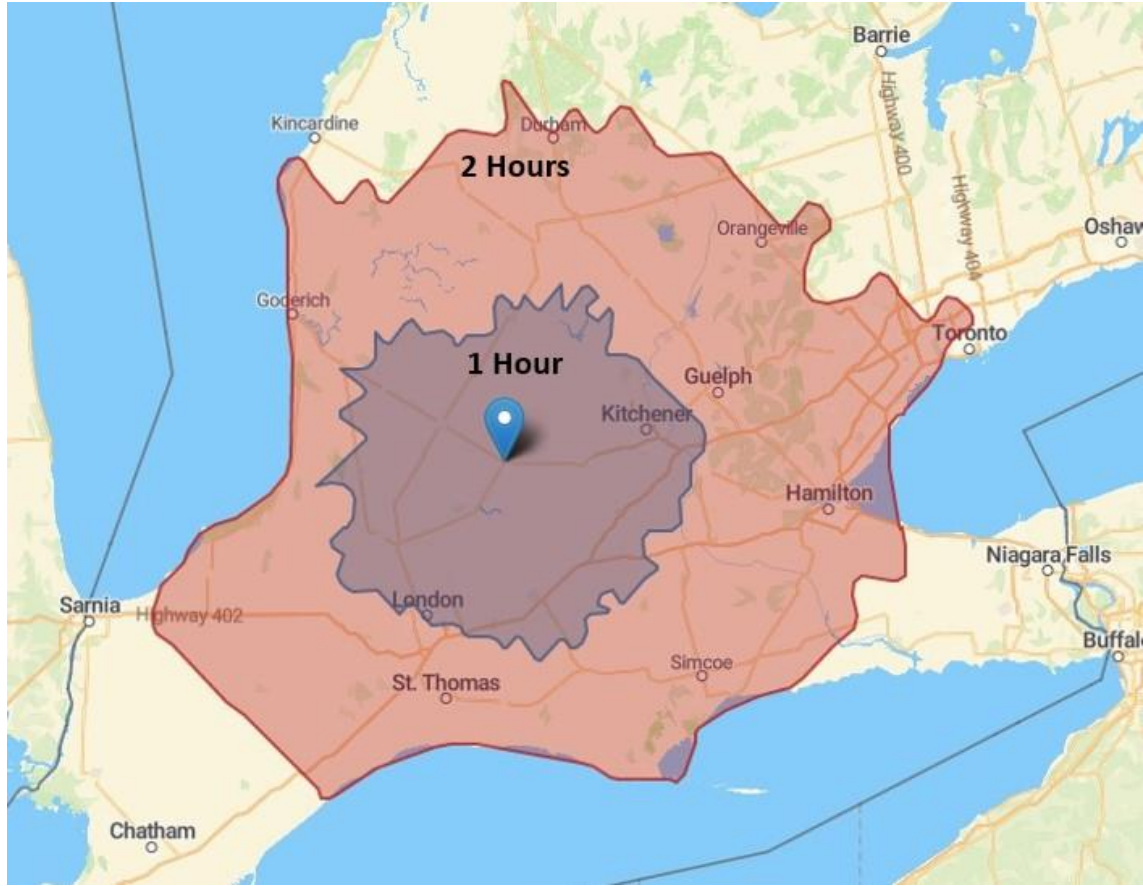 Barrie
Highway 400
Kincardine
Durham
2 Hours
Highway 404
Orangeville
Oshaw
Goderich
Toronto
1 Hour
Guelph
Kitchener
Hamilton
Niagara Falls
Sarnia
Highway 402
London
Buffalo
Simcoe
St. Thomas
Chatham